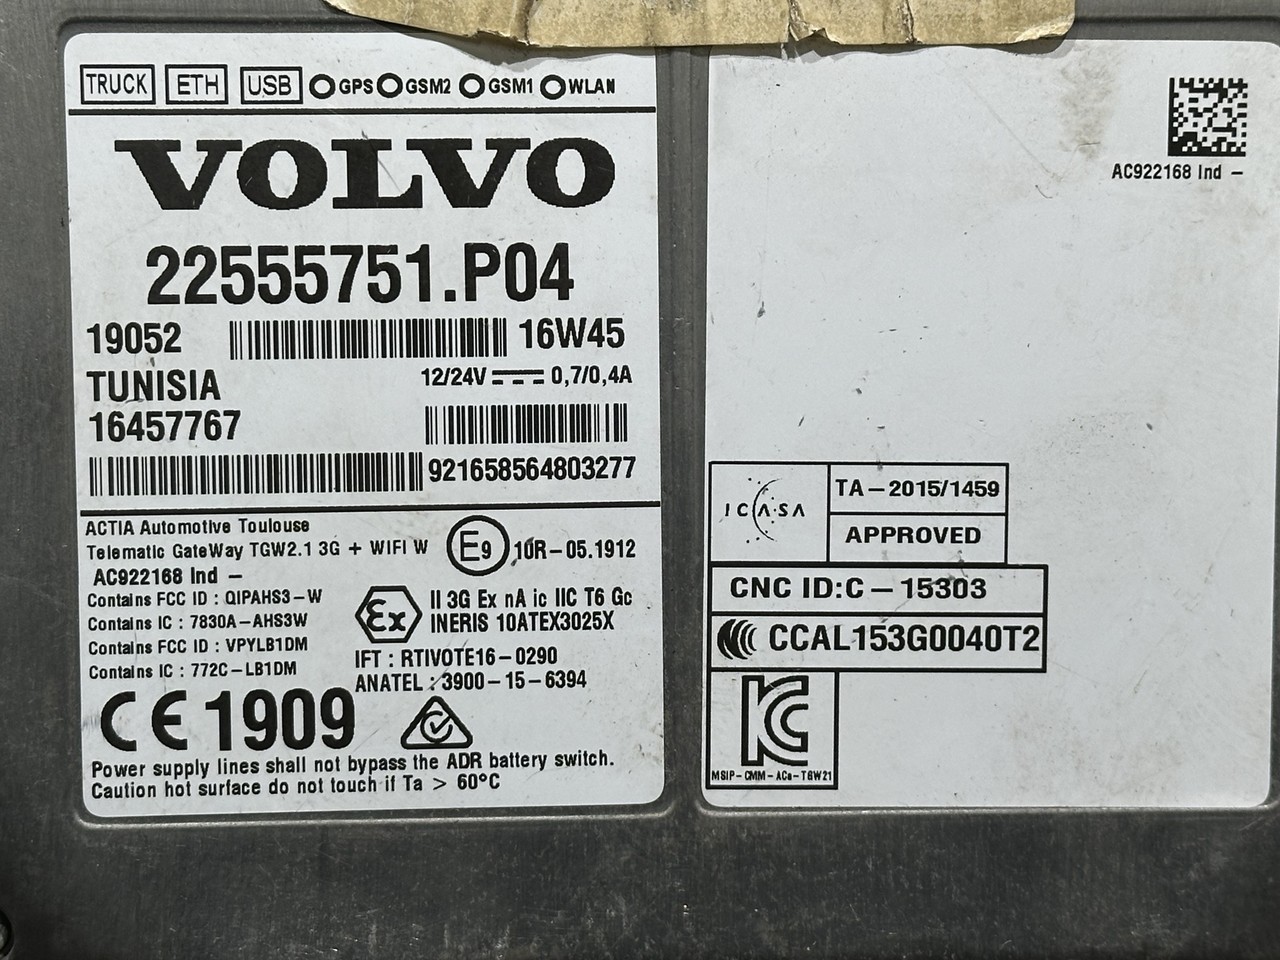 TRUCK ETH USB GPS GSM2 GSM1 WLAN
VOLVO
22555751.P04
19052 16W45
TUNISIA 12/24V 0,7/0,4A
16457767
921658564803277
ACTIA Automotive Toulouse
Telematic GateWay TGW2.1 3G + WIFI W
E9 10R-05.1912
AC922168 Ind -
Contains FCC ID : QIPAHS3-W
Contains IC : 7830A-AHS3W
Contains FCC ID : VPYLB1DM
Contains IC : 772C-LB1DM
Ex II 3G Ex nA ic IIC T6 Gc
INERIS 10ATEX3025X
IFT : RTIVOTE16-0290
ANATEL : 3900-15-6394
CE 1909
Power supply lines shall not bypass the ADR battery switch.
Caution hot surface do not touch if Ta > 60°C
AC922168 Ind -
ICASA
TA-2015/1459
APPROVED
CNC ID:C-15303
CCAL153G0040T2
KC
MSIP-CMM-ACa-TGW21